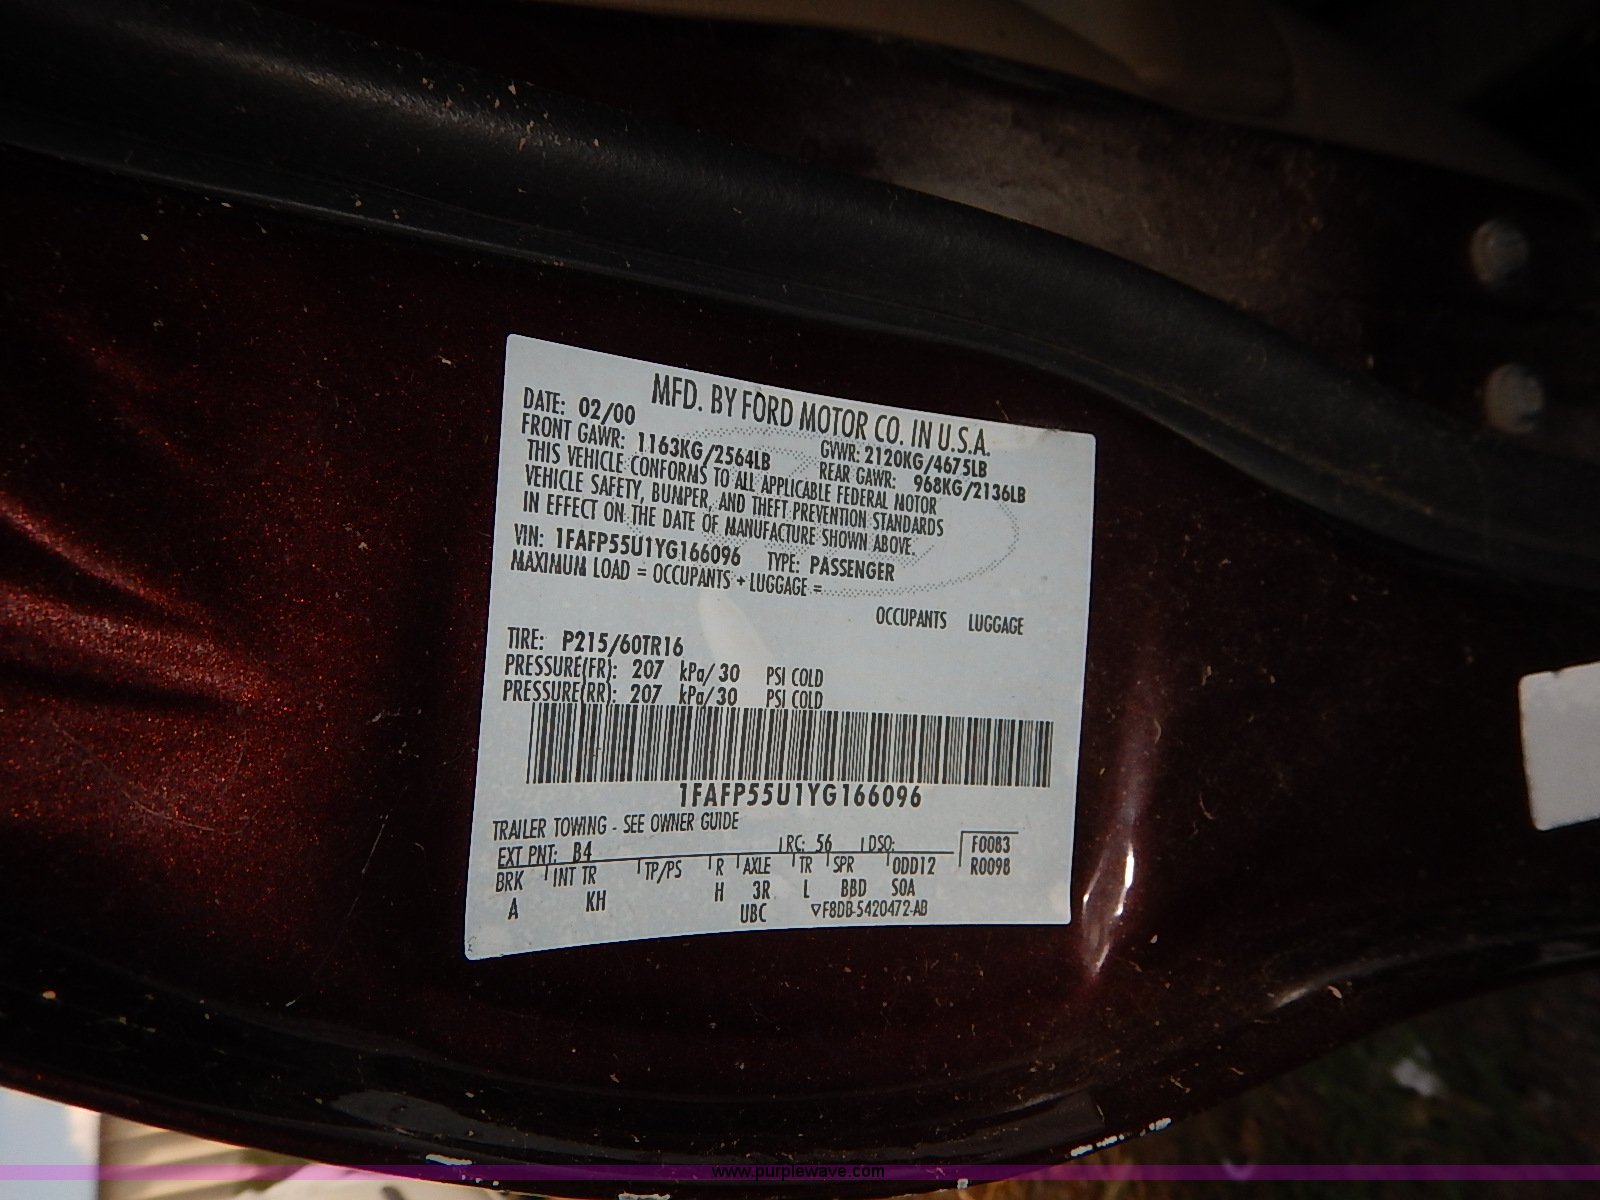 MFD. BY FORD MOTOR CO. IN U.S.A.
DATE: 02/00 GVWR: 2120KG/4675LB
FRONT GAWR: 1163KG/2564LB REAR GAWR: 968KG/2136LB
THIS VEHICLE CONFORMS TO ALL APPLICABLE FEDERAL MOTOR
VEHICLE SAFETY, BUMPER, AND THEFT PREVENTION STANDARDS
IN EFFECT ON THE DATE OF MANUFACTURE SHOWN ABOVE.
VIN: 1FAFP55U1YG166096 TYPE: PASSENGER
MAXIMUM LOAD = OCCUPANTS + LUGGAGE =
OCCUPANTS LUGGAGE
TIRE: P215/60TR16
PRESSURE(FR): 207 kPa/ 30 PSI COLD
PRESSURE(RR): 207 kPa/ 30 PSI COLD
1FAFP55U1YG166096
TRAILER TOWING - SEE OWNER GUIDE
EXT PNT: B4 RC: 56 DSO: F0083
BRK INT TR TP/PS R AXLE TR SPR ODD12 R0098
A KH H 3R L BBD SOA
UBC ▽F8DB-5420472-AB
www.purplewave.com